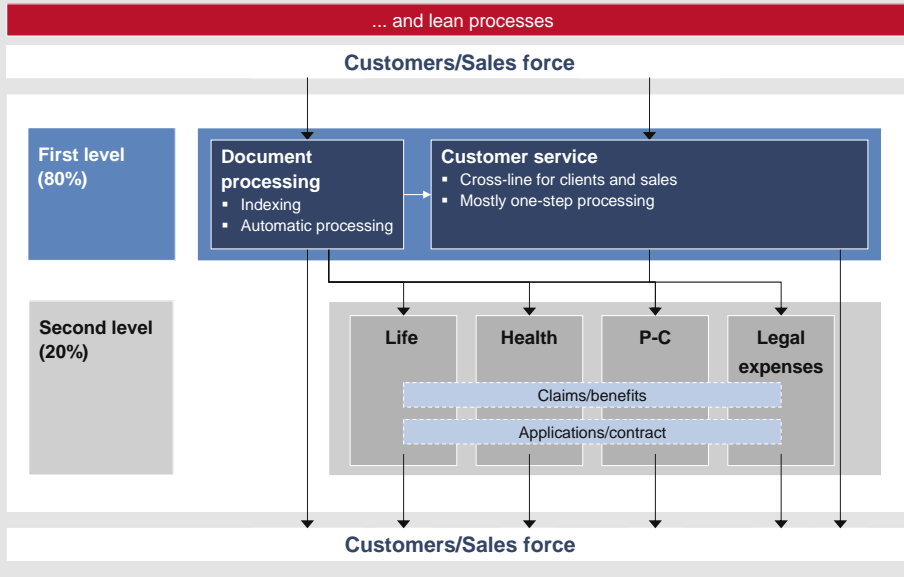 ... and lean processes
Customers/Sales force
First level
(80%)
Document
processing
▪ Indexing
▪ Automatic processing
Customer service
▪ Cross-line for clients and sales
▪ Mostly one-step processing
Second level
(20%)
Life
Health
P-C
Legal
expenses
Claims/benefits
Applications/contract
Customers/Sales force